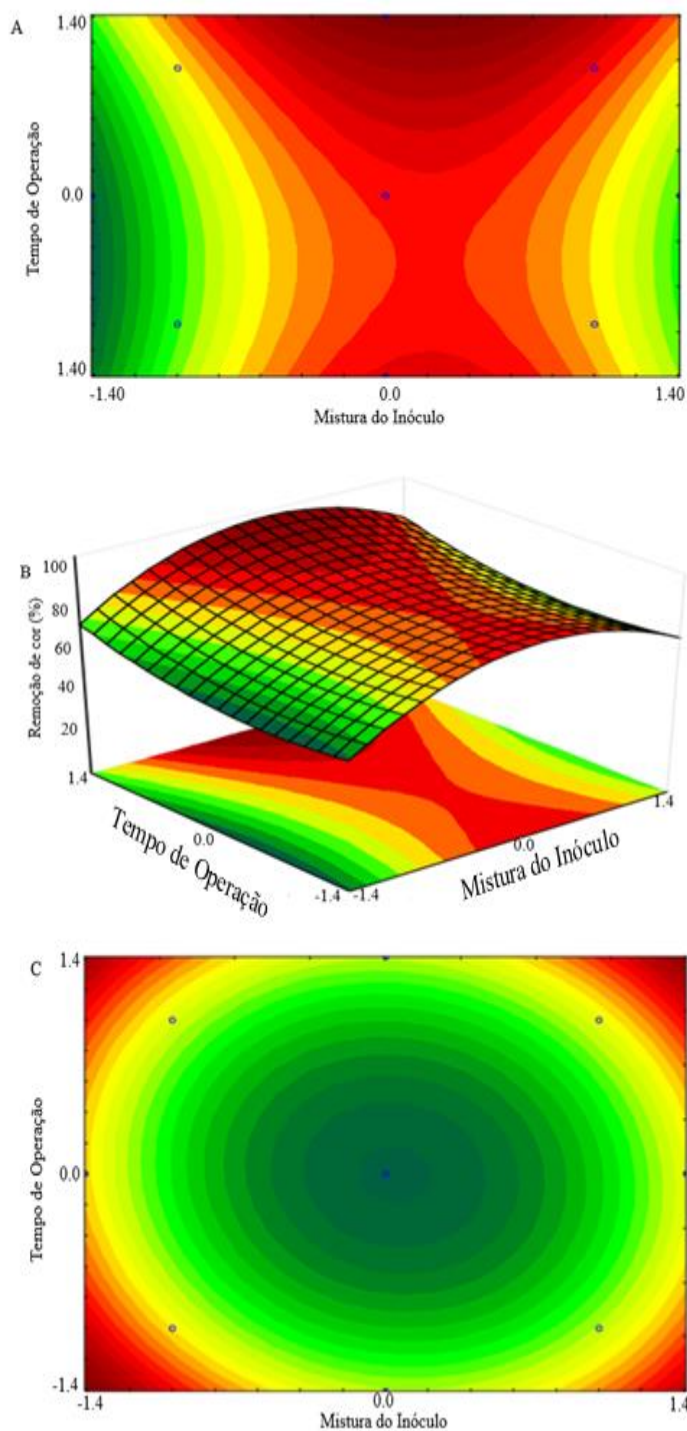 A
1.40
Tempo de Operação
0.0
1.40
-1.40
0.0
1.40
Mistura do Inóculo
B
100
80
60
40
20
Remoção de cor (%)
1.4
0.0
-1.4
Tempo de Operação
-1.4
0.0
1.4
Mistura do Inóculo
C
1.4
Tempo de Operação
0.0
-1.4
-1.4
0.0
1.4
Mistura do Inóculo